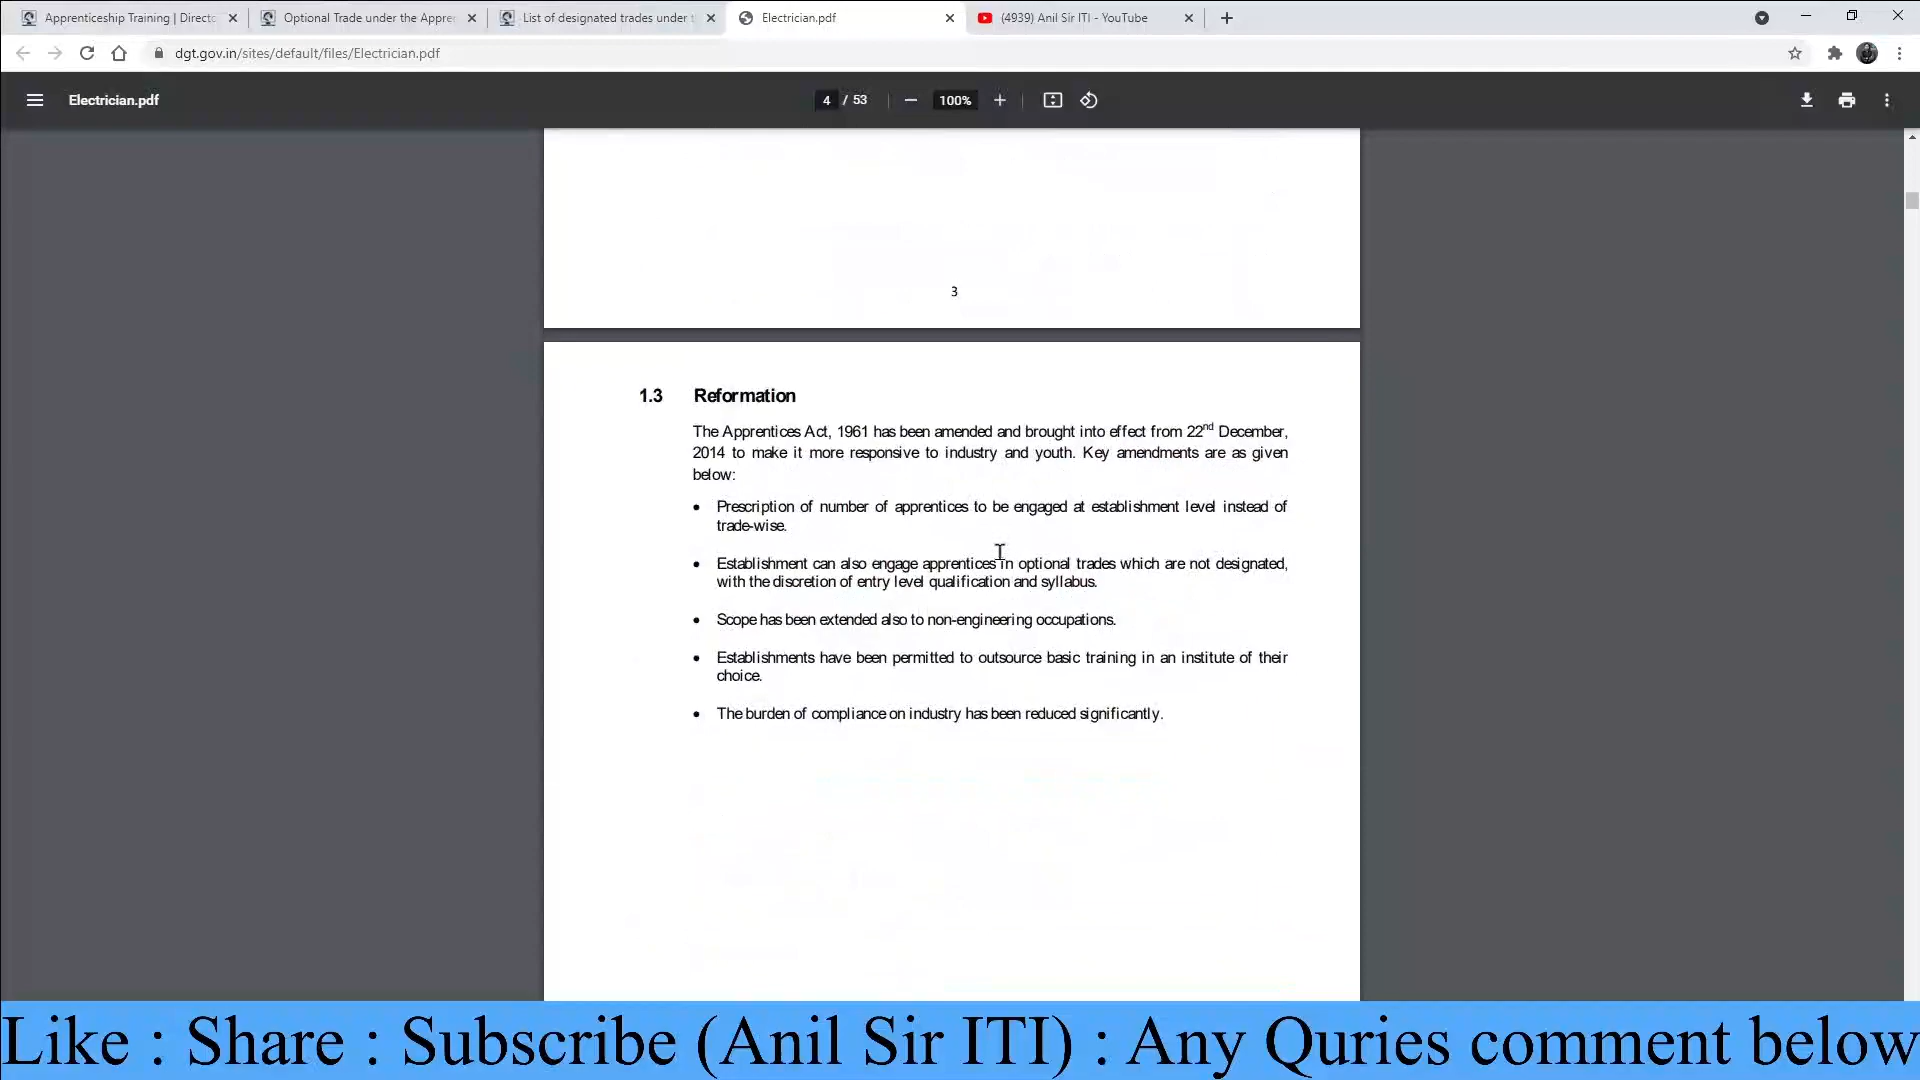 Apprenticeship Training | Directo
Optional Trade under the Appren
List of designated trades under t
Electrician.pdf
(4939) Anil Sir ITI - YouTube
dgt.gov.in/sites/default/files/Electrician.pdf
Electrician.pdf
4 / 53
100%
3
1.3 Reformation
The Apprentices Act, 1961 has been amended and brought into effect from 22nd December,
2014 to make it more responsive to industry and youth. Key amendments are as given
below:
• Prescription of number of apprentices to be engaged at establishment level instead of
trade-wise.
• Establishment can also engage apprentices in optional trades which are not designated,
with the discretion of entry level qualification and syllabus.
• Scope has been extended also to non-engineering occupations.
• Establishments have been permitted to outsource basic training in an institute of their
choice.
• The burden of compliance on industry has been reduced significantly.
Like : Share : Subscribe (Anil Sir ITI) : Any Quries comment below